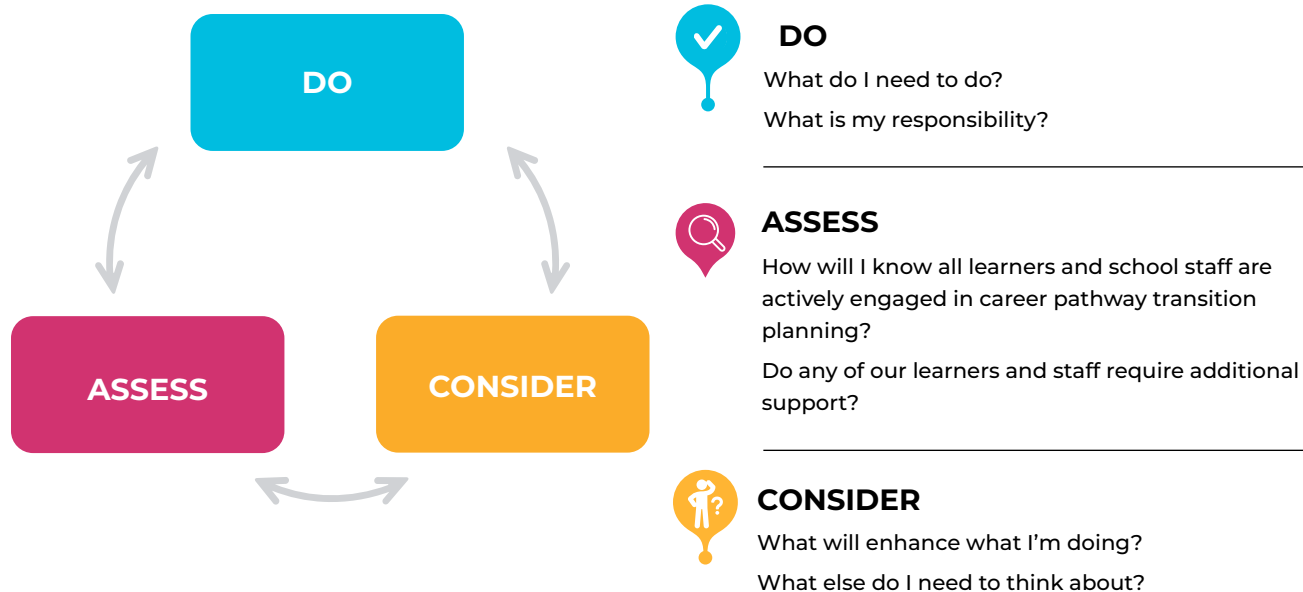 DO
ASSESS
CONSIDER
DO
What do I need to do?
What is my responsibility?
ASSESS
How will I know all learners and school staff are
actively engaged in career pathway transition
planning?
Do any of our learners and staff require additional
support?
?
CONSIDER
What will enhance what I’m doing?
What else do I need to think about?